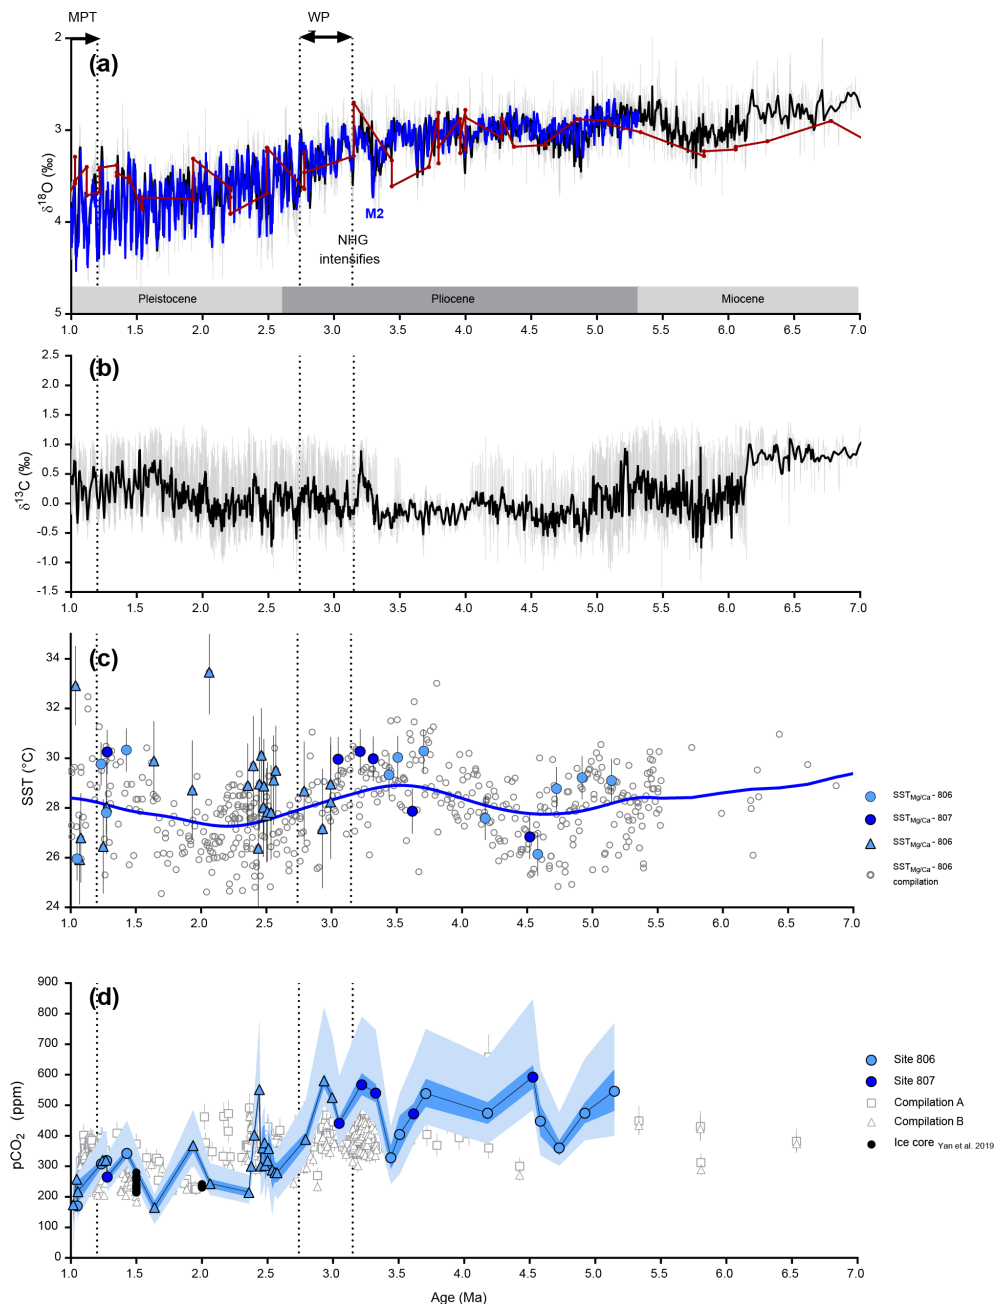 MPT
WP
2
(a)
3
δ18O (‰)
M2
4
NHG
intensifies
Pleistocene
Pliocene
Miocene
5
1.0 1.5 2.0 2.5 3.0 3.5 4.0 4.5 5.0 5.5 6.0 6.5 7.0
2.5
(b)
2.0
1.5
1.0
0.5
δ13C (‰)
0.0
-0.5
-1.0
-1.5
1.0 1.5 2.0 2.5 3.0 3.5 4.0 4.5 5.0 5.5 6.0 6.5 7.0
34
(c)
32
30
SST (°C)
28
26
24
SSTMg/Ca - 806
SSTMg/Ca - 807
SSTMg/Ca - 806
SSTMg/Ca - 806
compilation
1.0 1.5 2.0 2.5 3.0 3.5 4.0 4.5 5.0 5.5 6.0 6.5 7.0
900
(d)
800
700
600
500
400
300
200
100
0
pCO2 (ppm)
Site 806
Site 807
Compilation A
Compilation B
Ice core Yan et al. 2019
1.0 1.5 2.0 2.5 3.0 3.5 4.0 4.5 5.0 5.5 6.0 6.5 7.0
Age (Ma)